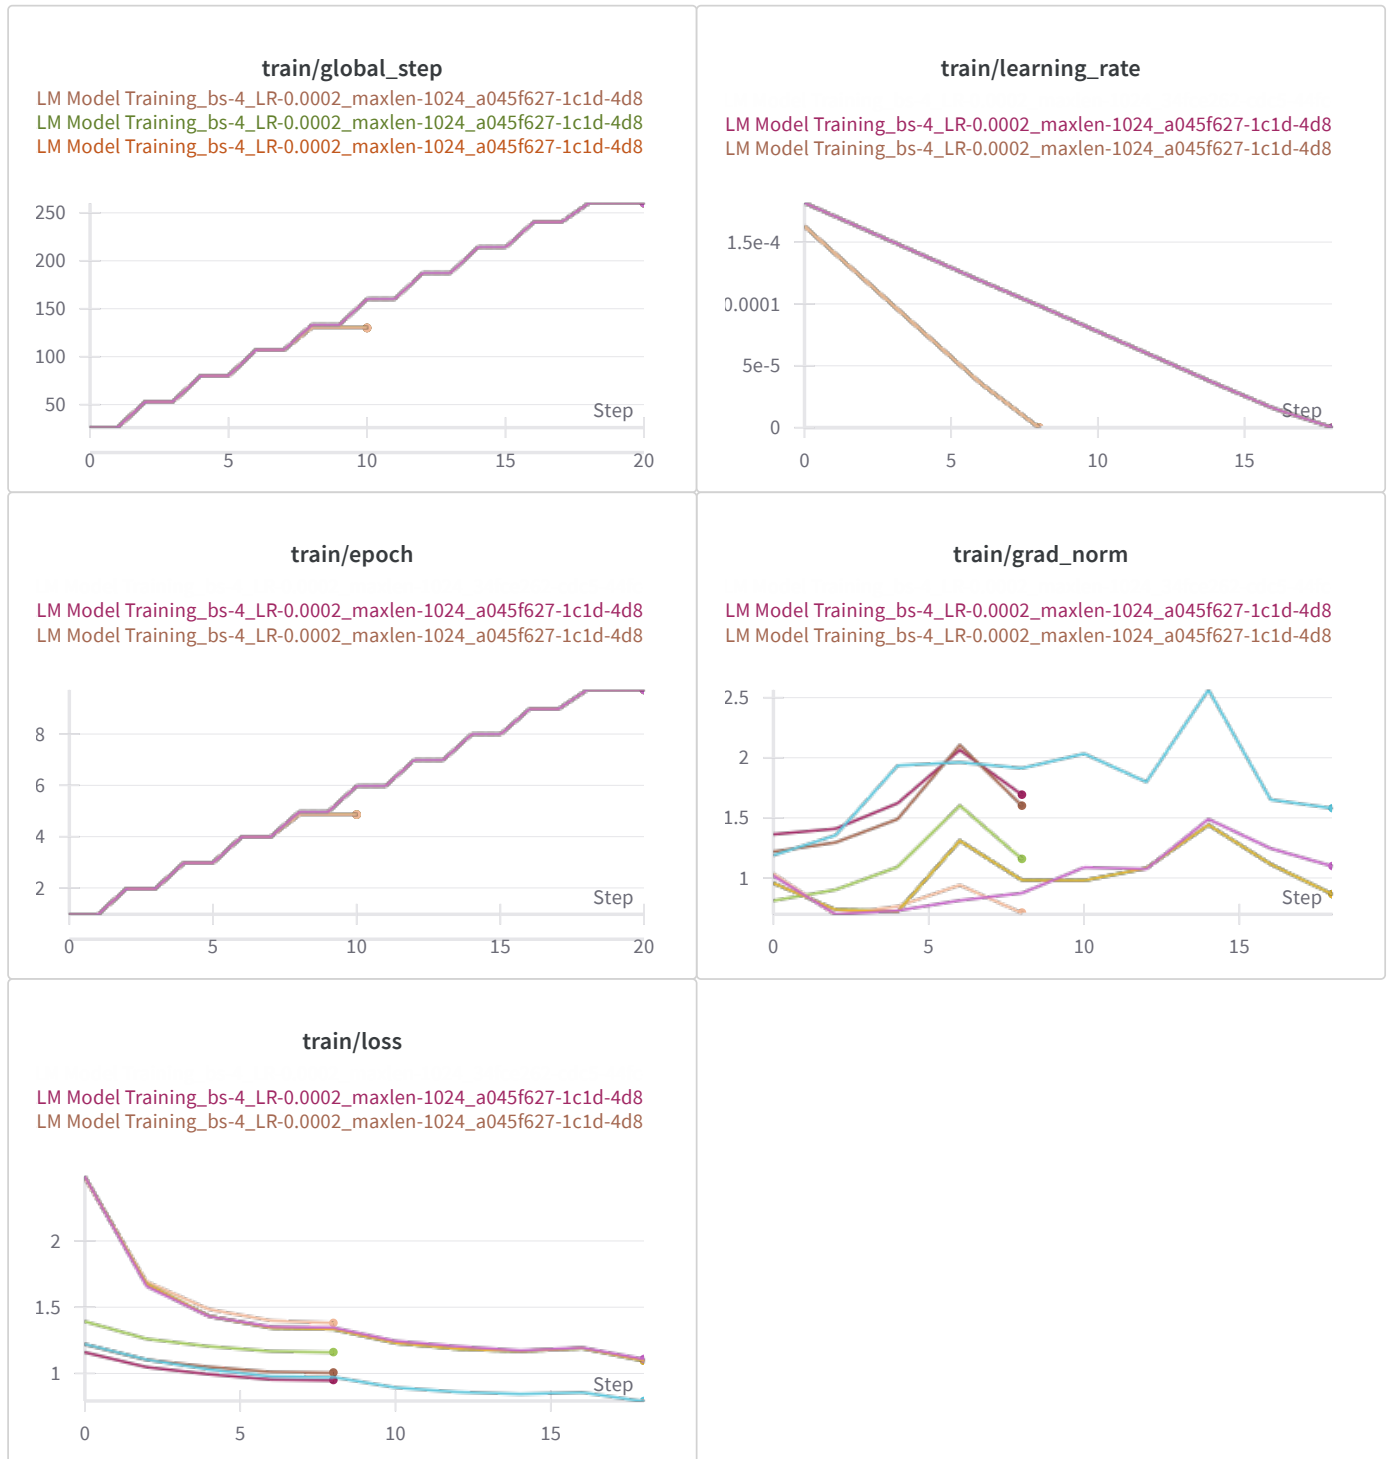 train/global_step
LM Model Training_bs-4_LR-0.0002_maxlen-1024_a045f627-1c1d-4d8
LM Model Training_bs-4_LR-0.0002_maxlen-1024_a045f627-1c1d-4d8
LM Model Training_bs-4_LR-0.0002_maxlen-1024_a045f627-1c1d-4d8
250
200
150
100
50
Step
0 5 10 15 20
train/learning_rate
LM Model Training_bs-4_LR-0.0002_maxlen-1024_a045f627-1c1d-4d8
LM Model Training_bs-4_LR-0.0002_maxlen-1024_a045f627-1c1d-4d8
1.5e-4
0.0001
5e-5
0
Step
0 5 10 15
train/epoch
LM Model Training_bs-4_LR-0.0002_maxlen-1024_a045f627-1c1d-4d8
LM Model Training_bs-4_LR-0.0002_maxlen-1024_a045f627-1c1d-4d8
8
6
4
2
Step
0 5 10 15 20
train/grad_norm
LM Model Training_bs-4_LR-0.0002_maxlen-1024_a045f627-1c1d-4d8
LM Model Training_bs-4_LR-0.0002_maxlen-1024_a045f627-1c1d-4d8
2.5
2
1.5
1
Step
0 5 10 15
train/loss
LM Model Training_bs-4_LR-0.0002_maxlen-1024_a045f627-1c1d-4d8
LM Model Training_bs-4_LR-0.0002_maxlen-1024_a045f627-1c1d-4d8
2
1.5
1
Step
0 5 10 15